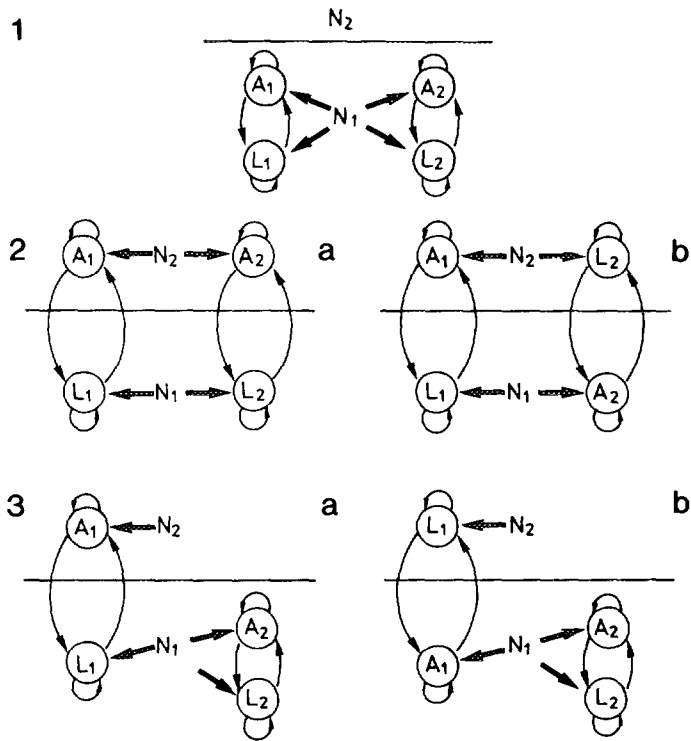 1
N₂
A₁ A₂
N₁
L₁ L₂
2 a b
A₁ N₂ A₂ A₁ N₂ L₂
L₁ N₁ L₂ L₁ N₁ A₂
3 a b
A₁ N₂ L₁ N₂
A₂ A₂
L₁ N₁ A₁ N₁
L₂ L₂